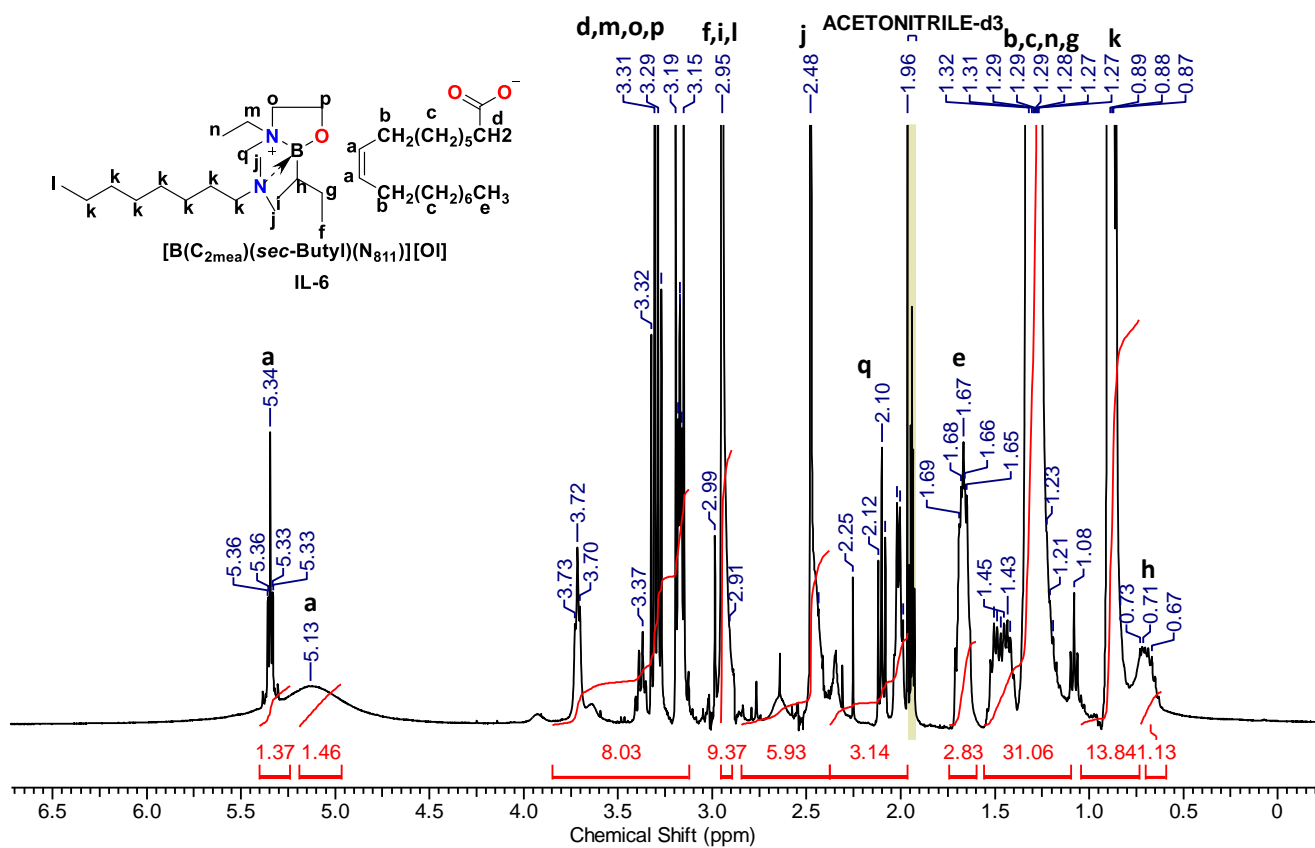 d,m,o,p f,i,l j ACETONITRILE-d3 b,c,n,g k
3.31 3.29 3.19 3.15 2.95 2.48 1.96 1.32 1.31 1.29 1.29 1.29 1.28 1.27 1.27 0.89 0.88 0.87
O O−
o p c d
m b CH2(CH2)5CH2
n N O a
q + B
j a
N h g CH2(CH2)6CH3
l k k k k b c e
k k k k i
j f
[B(C2mea)(sec-Butyl)(N811)][Ol]
IL-6
a q e
5.34 3.32 2.10 1.67
1.68 1.66
1.69 1.65
5.36 5.36 5.33 5.33 3.73 3.72 3.70 3.37 2.99 2.91 2.25 2.12 1.45 1.43 1.23 1.21 1.08
a h
5.13 0.73 0.71 0.67
1.37 1.46 8.03 9.37 5.93 3.14 2.83 31.06 13.84 1.13
6.5 6.0 5.5 5.0 4.5 4.0 3.5 3.0 2.5 2.0 1.5 1.0 0.5 0
Chemical Shift (ppm)